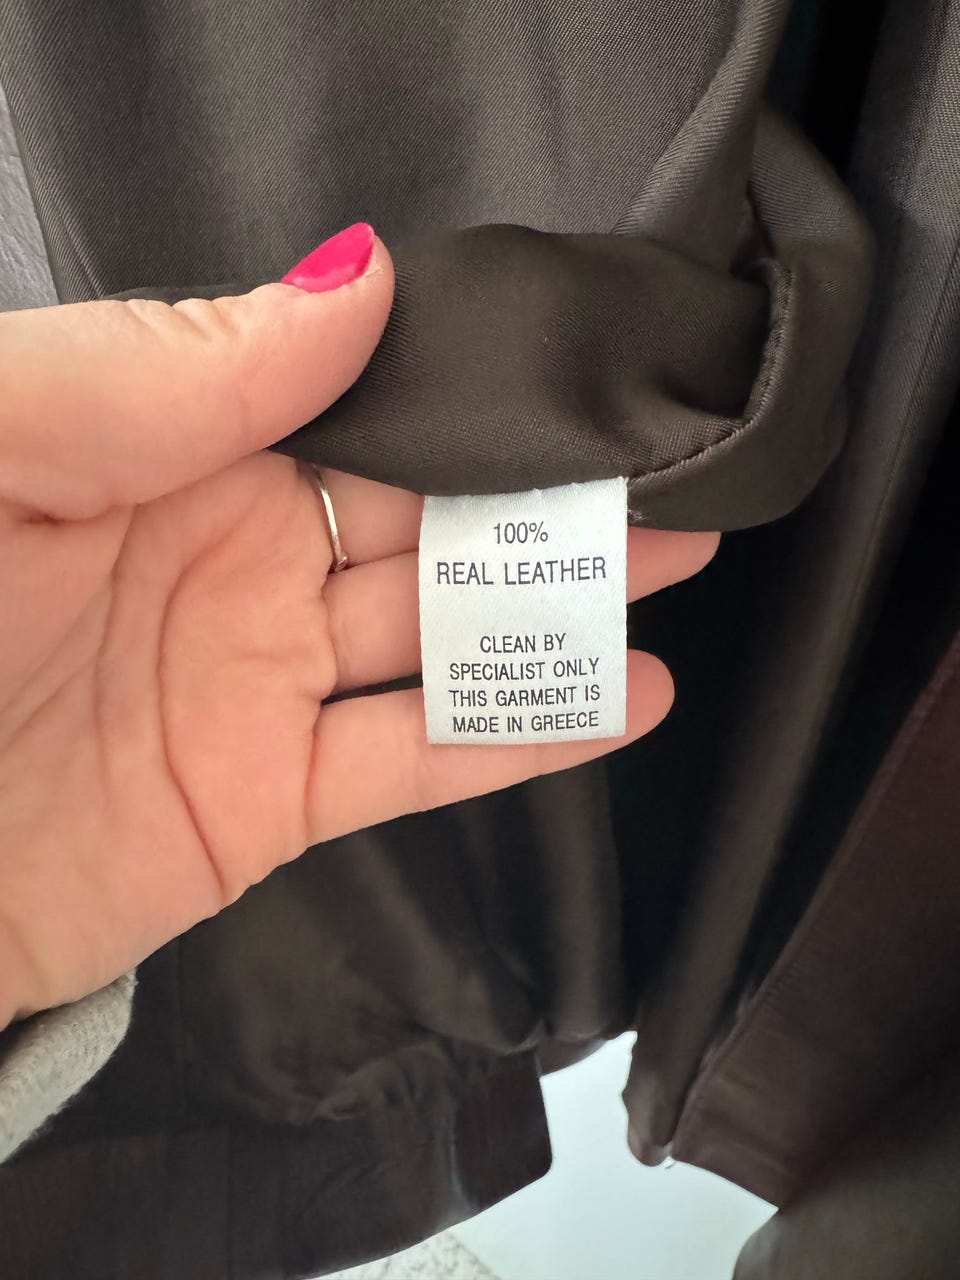 100%
REAL LEATHER
CLEAN BY
SPECIALIST ONLY
THIS GARMENT IS
MADE IN GREECE